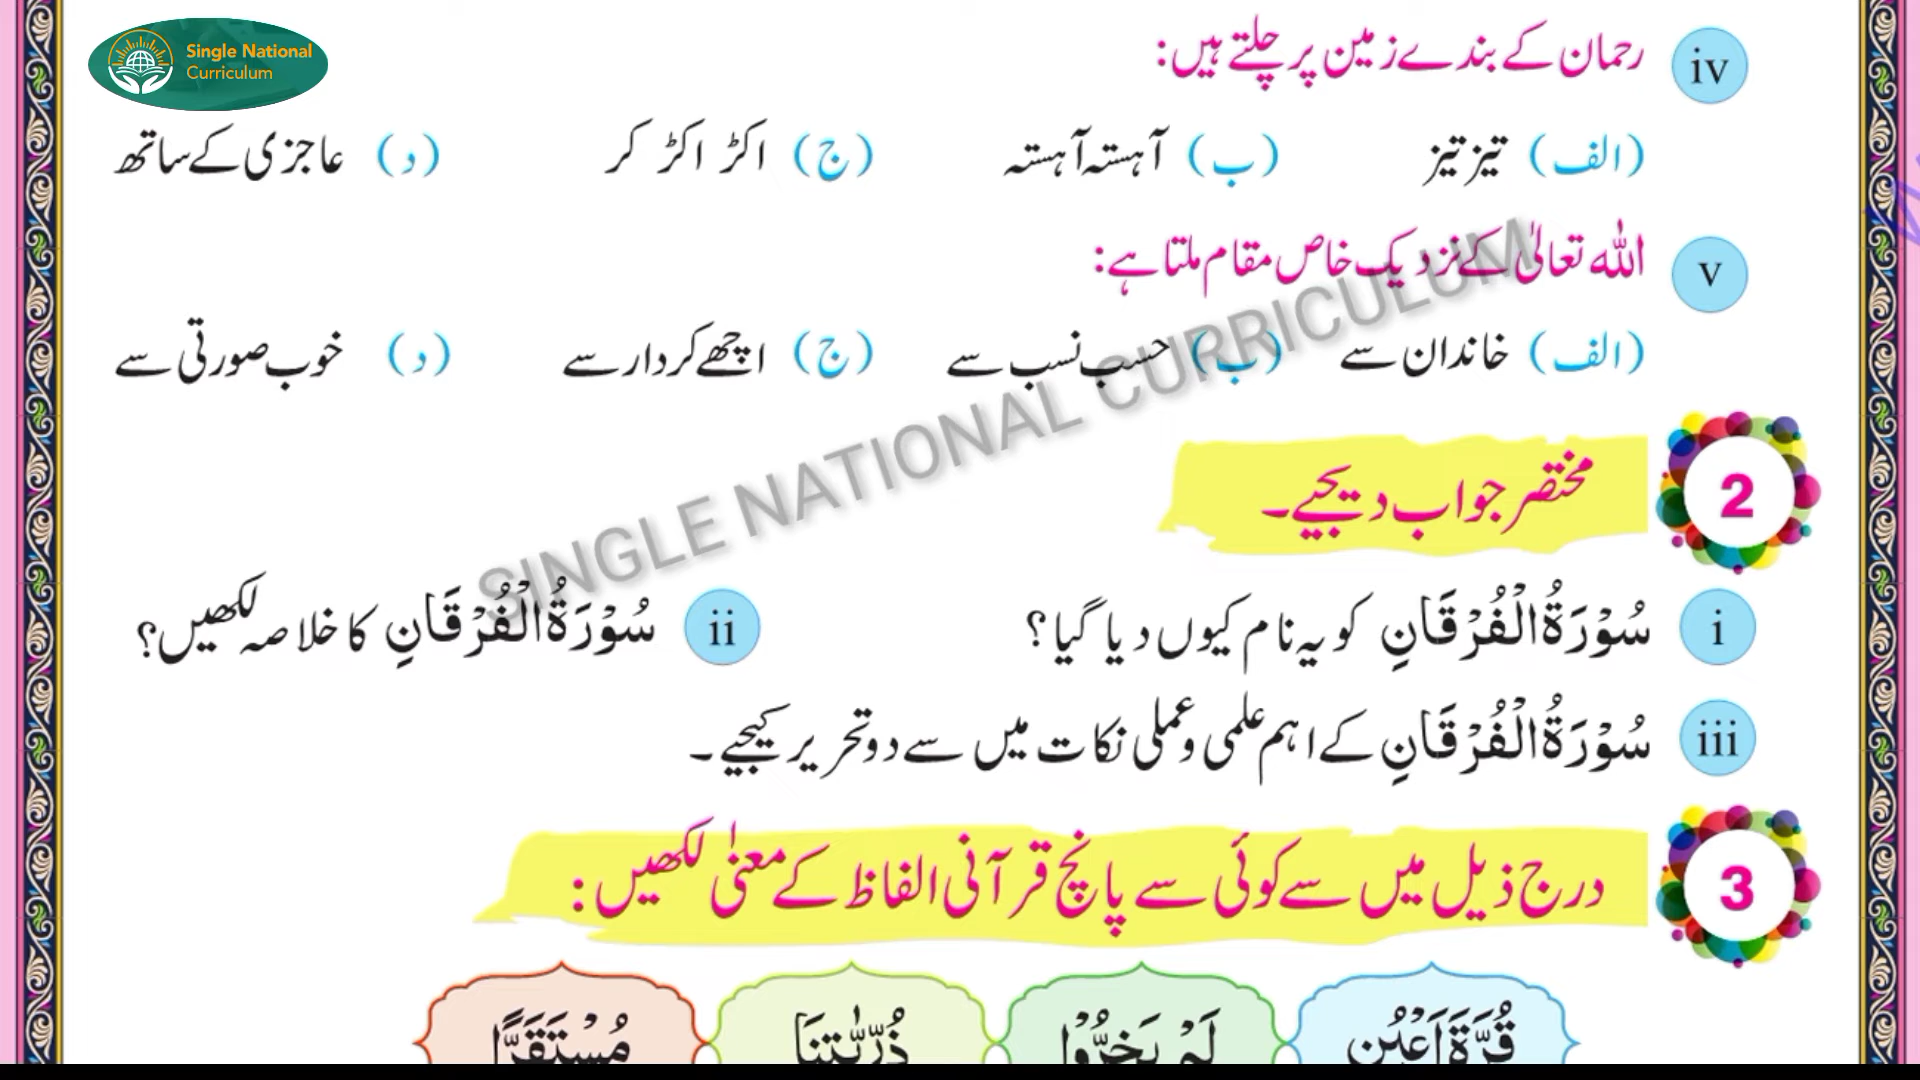 Single National
Curriculum
iv رحمان کے بندے زمین پر چلتے ہیں:
(الف) تیز تیز (ب) آہستہ آہستہ (ج) اکڑ اکڑ کر (د) عاجزی کے ساتھ
v اللہ تعالیٰ کے نزدیک خاص مقام ملتا ہے:
(الف) خاندان سے (ب) حسب نسب سے (ج) اچھے کردار سے (د) خوب صورتی سے
SINGLE NATIONAL CURRICULUM
2 مختصر جواب دیجیے۔
i سُوْرَۃُ الْفُرْقَانِ کو یہ نام کیوں دیا گیا؟ ii سُوْرَۃُ الْفُرْقَانِ کا خلاصہ لکھیں؟
iii سُوْرَۃُ الْفُرْقَانِ کے اہم علمی و عملی نکات میں سے دو تحریر کیجیے۔
3 درج ذیل میں سے کوئی سے پانچ قرآنی الفاظ کے معنیٰ لکھیں:
قُرَّۃَ اَعْیُنٍ لَمْ یَخِرُّوْا ذُرِّیّٰتِنَا مُسْتَقَرًّا